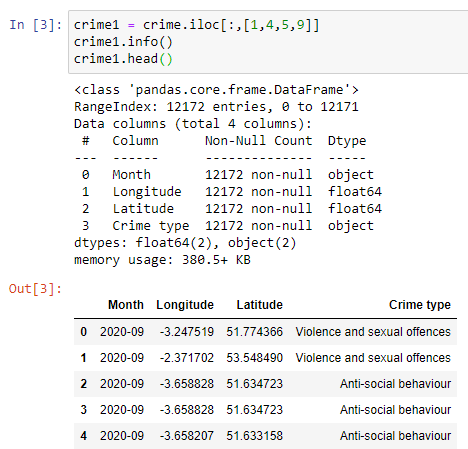 In [3]: crime1 = crime.iloc[:,[1,4,5,9]]
crime1.info()
crime1.head()
<class 'pandas.core.frame.DataFrame'>
RangeIndex: 12172 entries, 0 to 12171
Data columns (total 4 columns):
#   Column      Non-Null Count  Dtype
---  ------      --------------  -----
0   Month       12172 non-null  object
1   Longitude   12172 non-null  float64
2   Latitude    12172 non-null  float64
3   Crime type  12172 non-null  object
dtypes: float64(2), object(2)
memory usage: 380.5+ KB
Out[3]:
Month Longitude Latitude Crime type
0 2020-09 -3.247519 51.774366 Violence and sexual offences
1 2020-09 -2.371702 53.548490 Violence and sexual offences
2 2020-09 -3.658828 51.634723 Anti-social behaviour
3 2020-09 -3.658828 51.634723 Anti-social behaviour
4 2020-09 -3.658207 51.633158 Anti-social behaviour